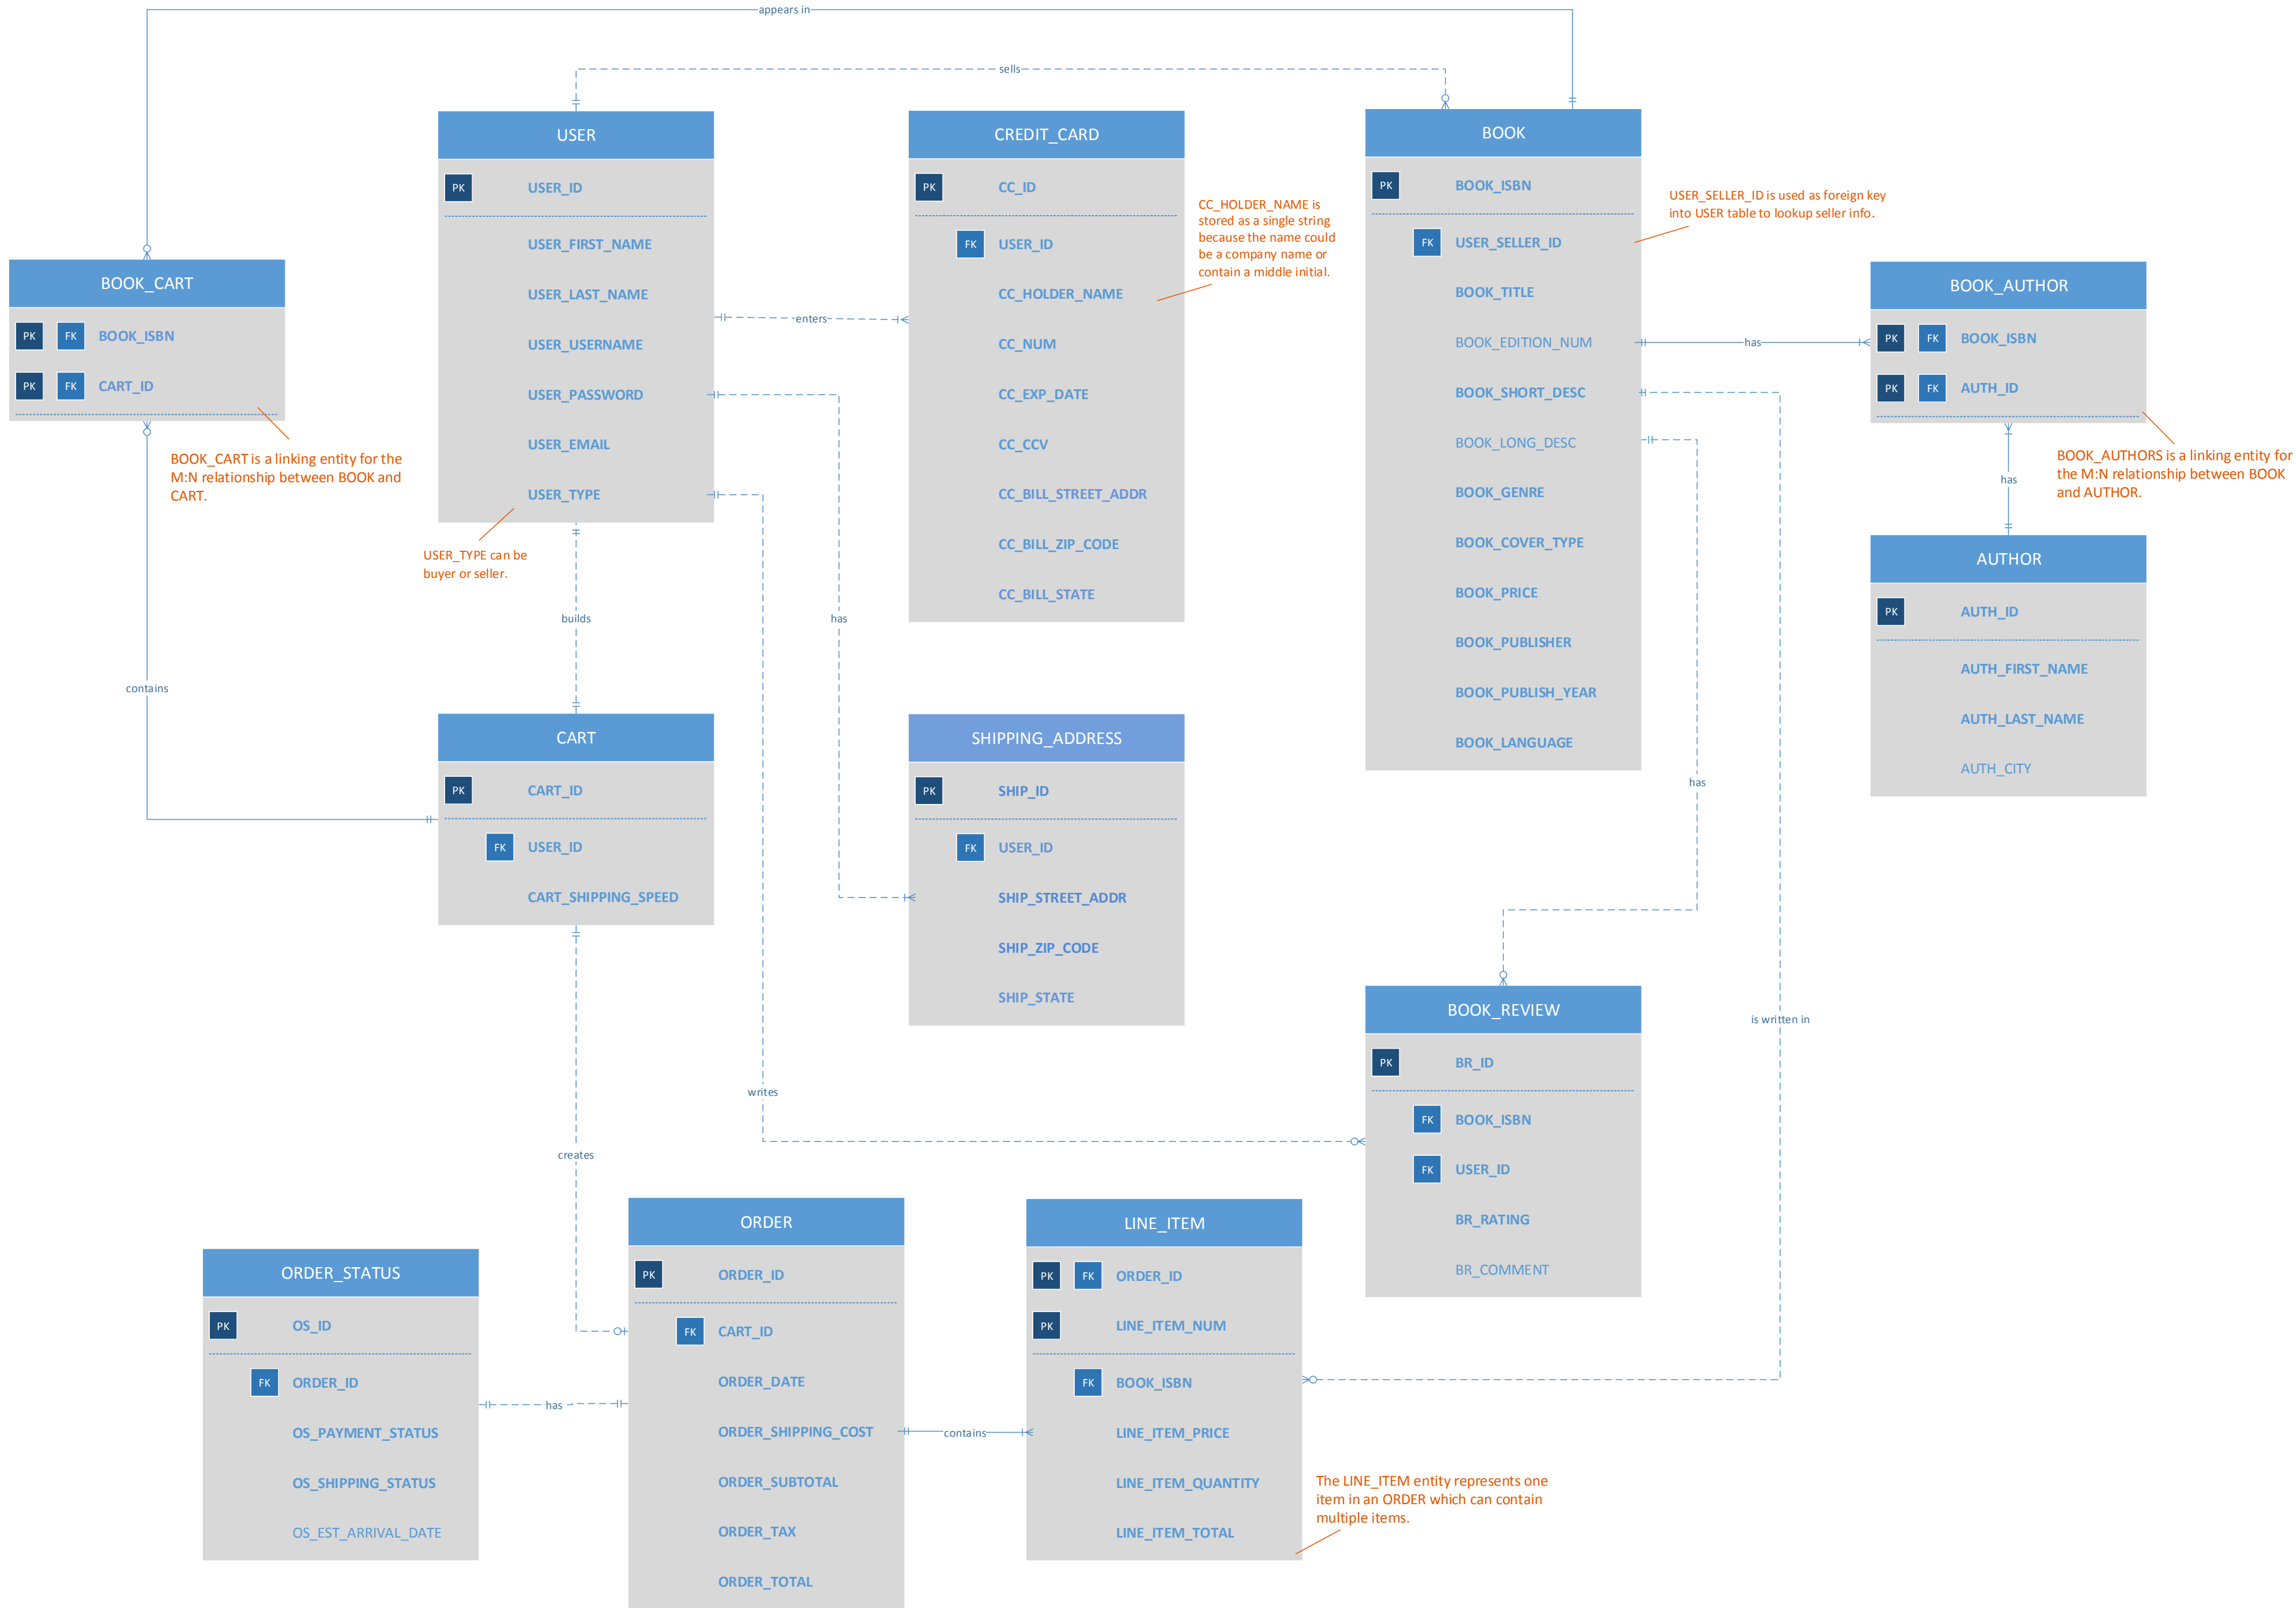 appears in
sells
USER
PK USER_ID
USER_FIRST_NAME
USER_LAST_NAME
USER_USERNAME
USER_PASSWORD
USER_EMAIL
USER_TYPE
USER_TYPE can be
buyer or seller.
CREDIT_CARD
PK CC_ID
FK USER_ID
CC_HOLDER_NAME
CC_NUM
CC_EXP_DATE
CC_CCV
CC_BILL_STREET_ADDR
CC_BILL_ZIP_CODE
CC_BILL_STATE
CC_HOLDER_NAME is
stored as a single string
because the name could
be a company name or
contain a middle initial.
enters
BOOK
PK BOOK_ISBN
FK USER_SELLER_ID
BOOK_TITLE
BOOK_EDITION_NUM
BOOK_SHORT_DESC
BOOK_LONG_DESC
BOOK_GENRE
BOOK_COVER_TYPE
BOOK_PRICE
BOOK_PUBLISHER
BOOK_PUBLISH_YEAR
BOOK_LANGUAGE
USER_SELLER_ID is used as foreign key
into USER table to lookup seller info.
has
BOOK_AUTHOR
PK FK BOOK_ISBN
PK FK AUTH_ID
BOOK_AUTHORS is a linking entity for
the M:N relationship between BOOK
and AUTHOR.
has
AUTHOR
PK AUTH_ID
AUTH_FIRST_NAME
AUTH_LAST_NAME
AUTH_CITY
BOOK_CART
PK FK BOOK_ISBN
PK FK CART_ID
BOOK_CART is a linking entity for the
M:N relationship between BOOK and
CART.
contains
builds
has
CART
PK CART_ID
FK USER_ID
CART_SHIPPING_SPEED
SHIPPING_ADDRESS
PK SHIP_ID
FK USER_ID
SHIP_STREET_ADDR
SHIP_ZIP_CODE
SHIP_STATE
has
is written in
writes
creates
BOOK_REVIEW
PK BR_ID
FK BOOK_ISBN
FK USER_ID
BR_RATING
BR_COMMENT
ORDER_STATUS
PK OS_ID
FK ORDER_ID
OS_PAYMENT_STATUS
OS_SHIPPING_STATUS
OS_EST_ARRIVAL_DATE
has
ORDER
PK ORDER_ID
FK CART_ID
ORDER_DATE
ORDER_SHIPPING_COST
ORDER_SUBTOTAL
ORDER_TAX
ORDER_TOTAL
contains
LINE_ITEM
PK FK ORDER_ID
PK LINE_ITEM_NUM
FK BOOK_ISBN
LINE_ITEM_PRICE
LINE_ITEM_QUANTITY
LINE_ITEM_TOTAL
The LINE_ITEM entity represents one
item in an ORDER which can contain
multiple items.